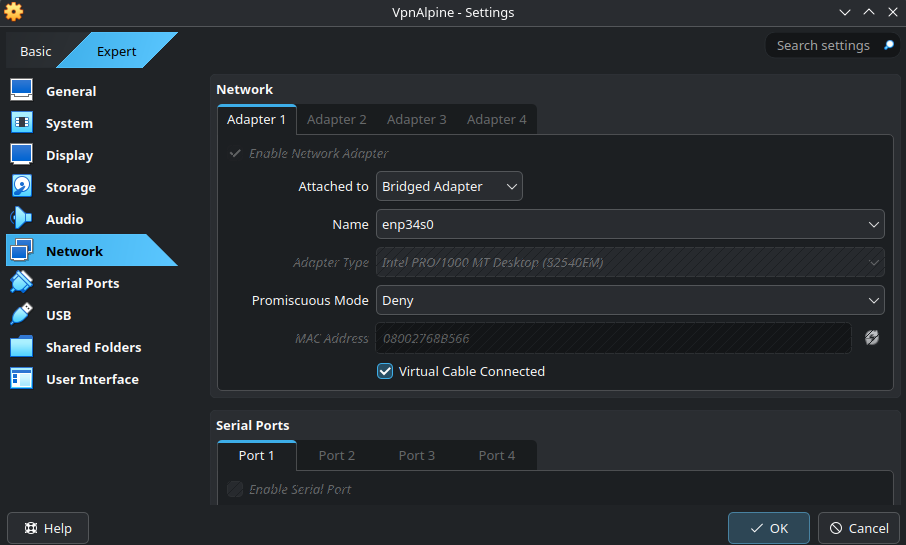 VpnAlpine - Settings
Basic
Expert
Search settings
General
System
Display
Storage
Audio
Network
Serial Ports
USB
Shared Folders
User Interface
Network
Adapter 1 Adapter 2 Adapter 3 Adapter 4
Enable Network Adapter
Attached to Bridged Adapter
Name enp34s0
Adapter Type Intel PRO/1000 MT Desktop (82540EM)
Promiscuous Mode Deny
MAC Address 08002768B566
Virtual Cable Connected
Serial Ports
Port 1 Port 2 Port 3 Port 4
Enable Serial Port
Help OK Cancel